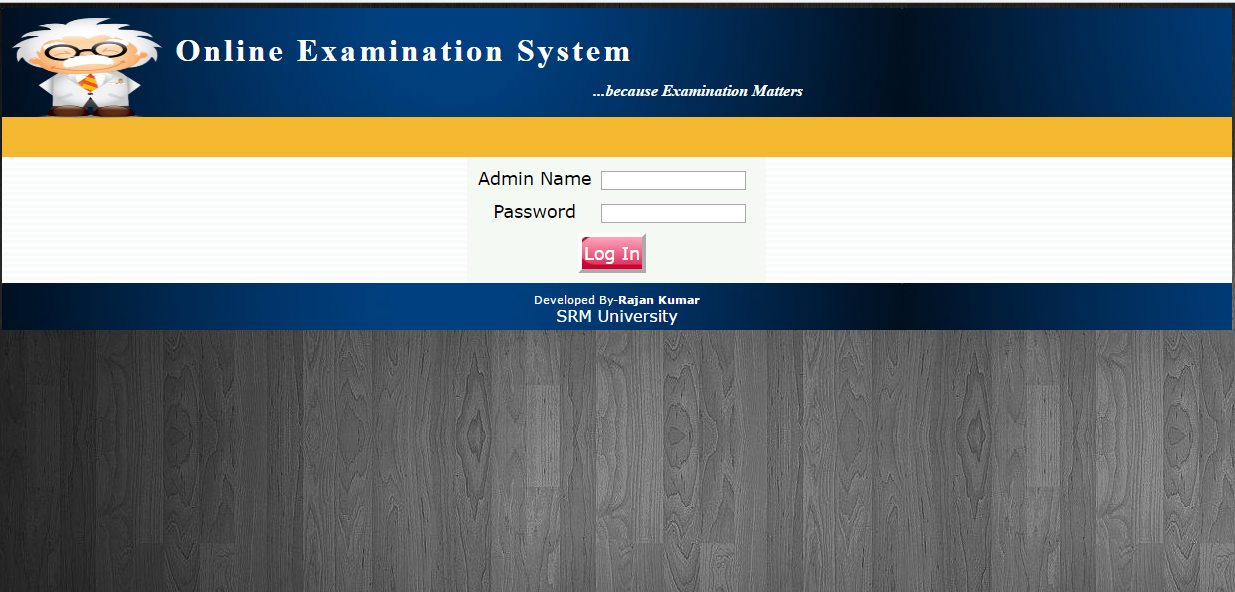 Online Examination System
...because Examination Matters
Admin Name
Password
Log In
Developed By-Rajan Kumar
SRM University